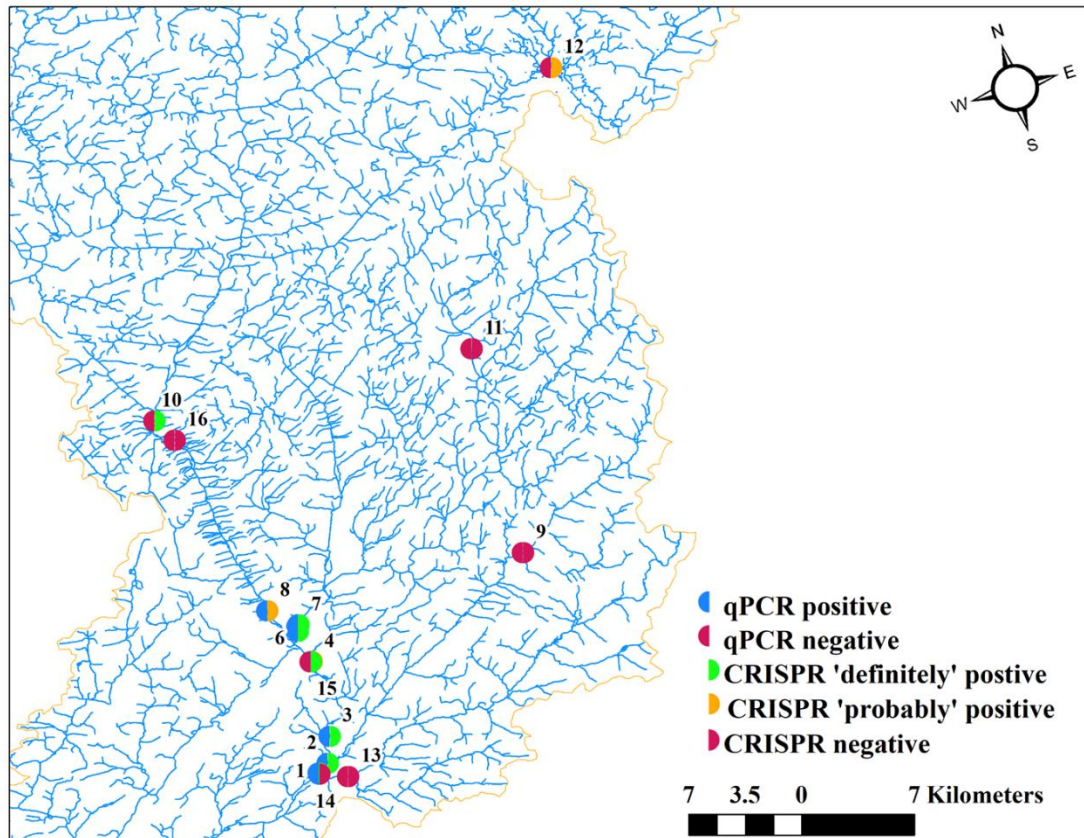 12
N
W
E
S
11
10
16
9
8
7
6
4
15
3
2
13
1
14
qPCR positive
qPCR negative
CRISPR 'definitely' postive
CRISPR 'probably' positive
CRISPR negative
7 3.5 0 7 Kilometers